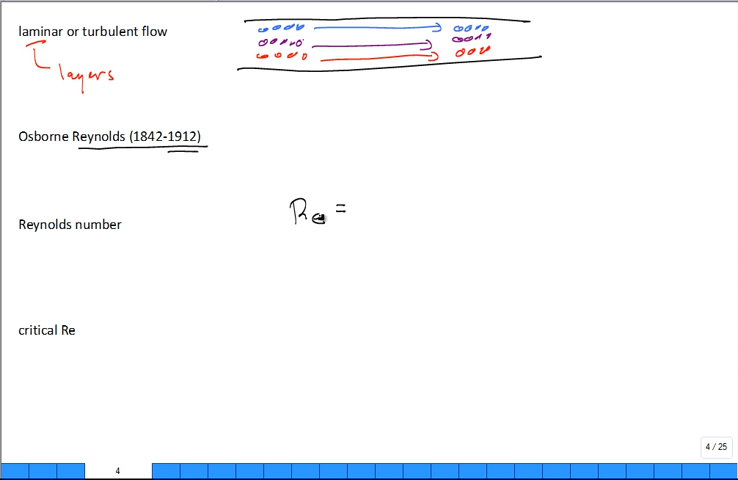 laminar or turbulent flow
layers
Osborne Reynolds (1842-1912)
Re =
Reynolds number
critical Re
4 / 25
4